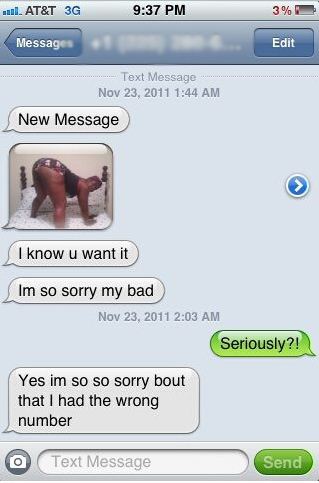 AT&T 3G 9:37 PM 3%
Messages Edit
Text Message
Nov 23, 2011 1:44 AM
New Message
I know u want it
Im so sorry my bad
Nov 23, 2011 2:03 AM
Seriously?!
Yes im so so sorry bout
that I had the wrong
number
Text Message Send